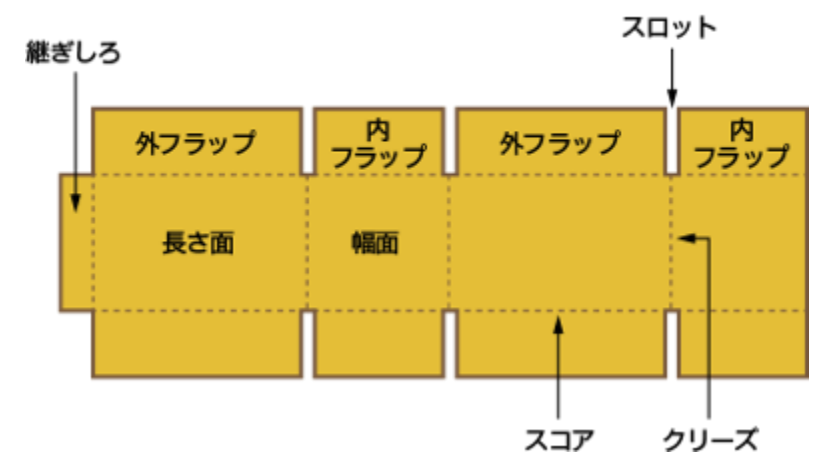 スロット
継ぎしろ
外フラップ
内
フラップ
外フラップ
内
フラップ
長さ面
幅面
スコア
クリーズ